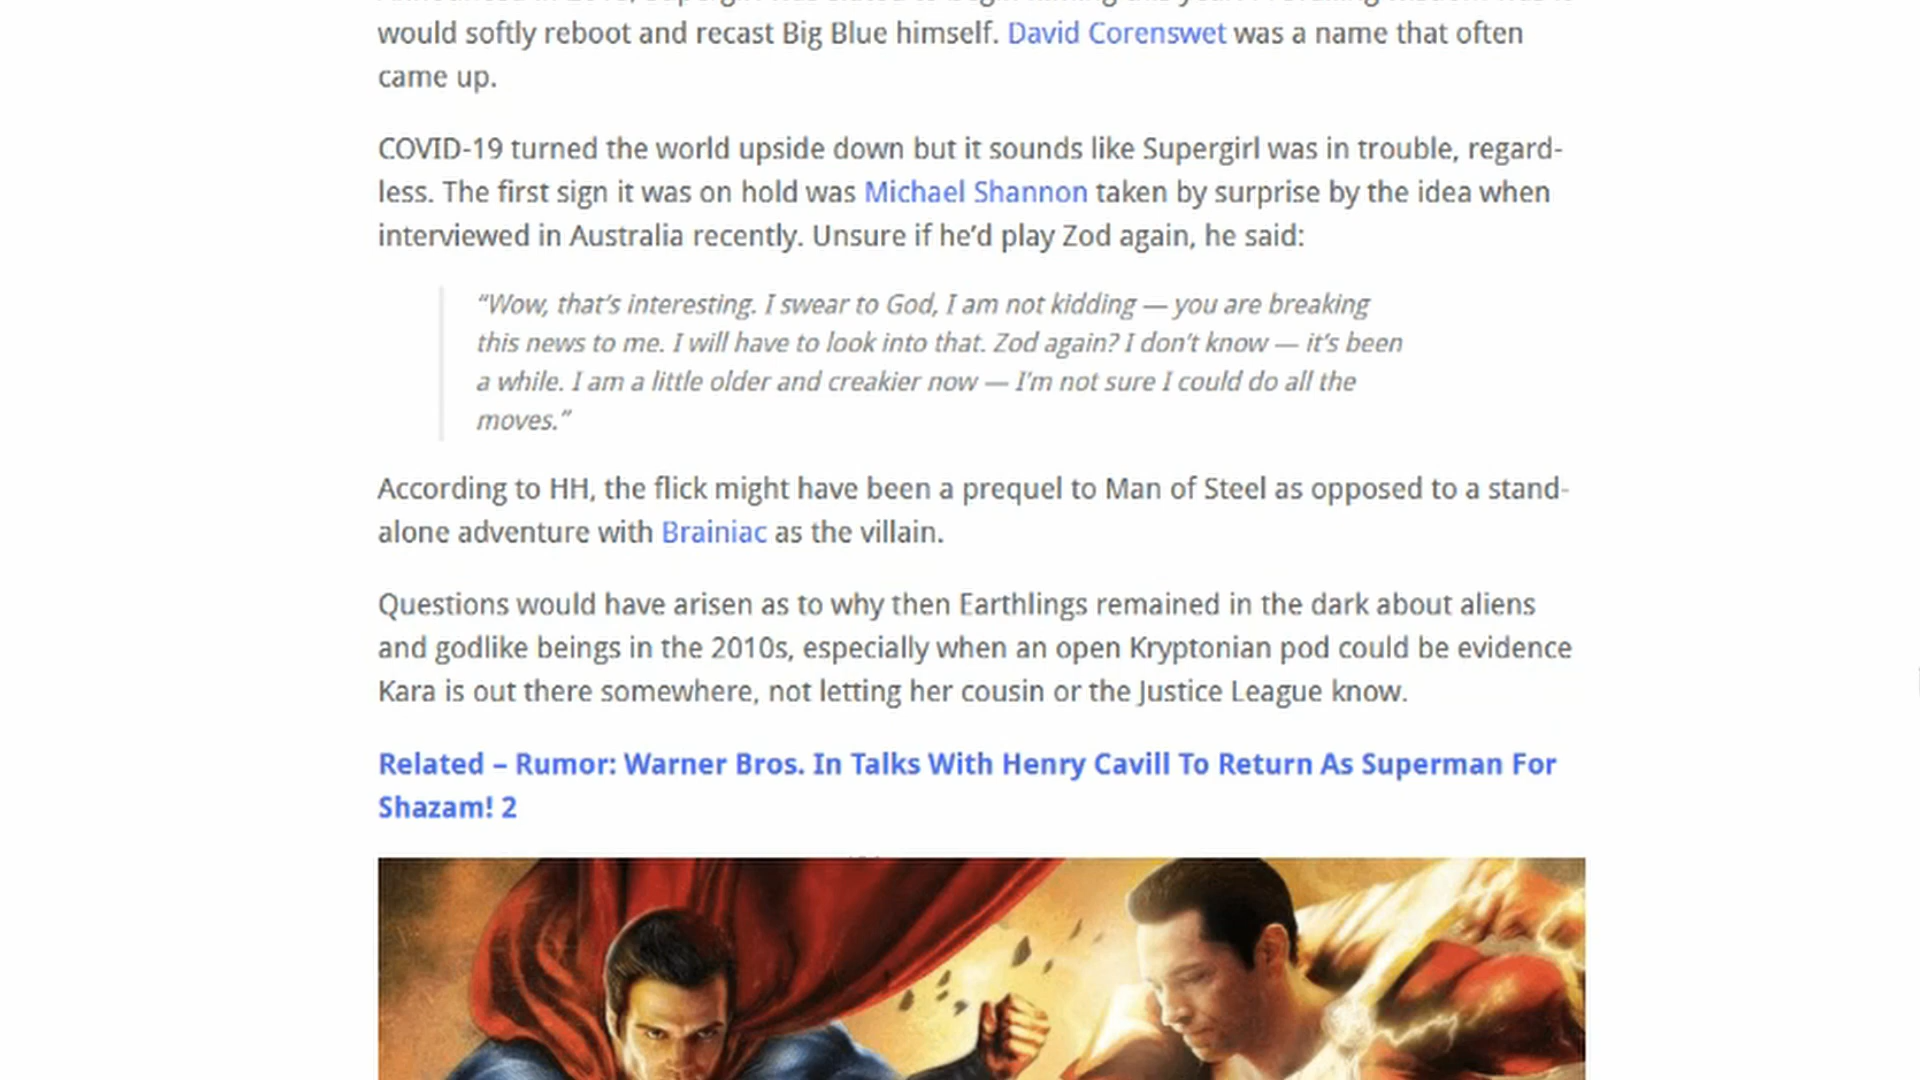 would softly reboot and recast Big Blue himself. David Corenswet was a name that often
came up.
COVID-19 turned the world upside down but it sounds like Supergirl was in trouble, regard-
less. The first sign it was on hold was Michael Shannon taken by surprise by the idea when
interviewed in Australia recently. Unsure if he’d play Zod again, he said:
“Wow, that’s interesting. I swear to God, I am not kidding — you are breaking
this news to me. I will have to look into that. Zod again? I don’t know — it’s been
a while. I am a little older and creakier now — I’m not sure I could do all the
moves.”
According to HH, the flick might have been a prequel to Man of Steel as opposed to a stand-
alone adventure with Brainiac as the villain.
Questions would have arisen as to why then Earthlings remained in the dark about aliens
and godlike beings in the 2010s, especially when an open Kryptonian pod could be evidence
Kara is out there somewhere, not letting her cousin or the Justice League know.
Related – Rumor: Warner Bros. In Talks With Henry Cavill To Return As Superman For
Shazam! 2